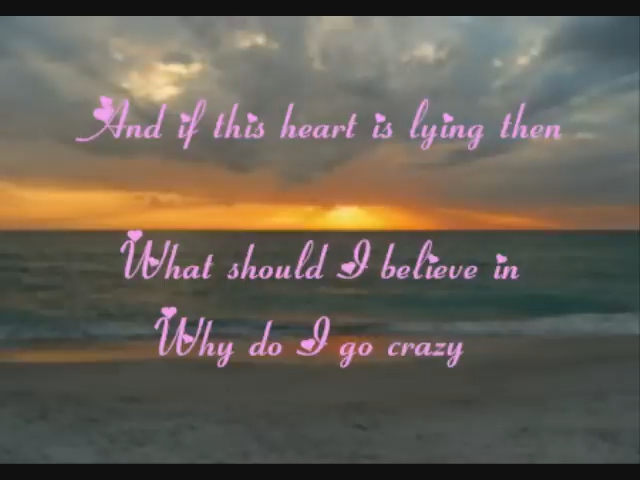 And if this heart is lying then
What should I believe in
Why do I go crazy